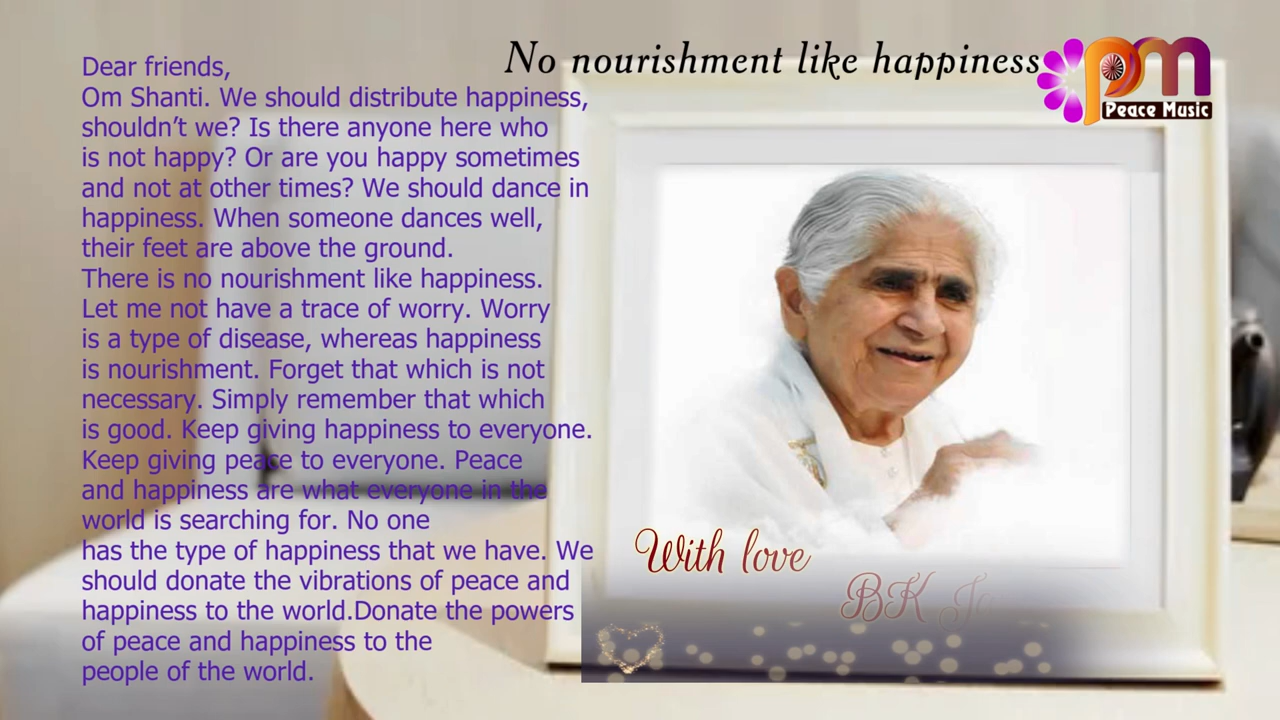 No nourishment like happiness
pm
Peace Music
Dear friends,
Om Shanti. We should distribute happiness,
shouldn’t we? Is there anyone here who
is not happy? Or are you happy sometimes
and not at other times? We should dance in
happiness. When someone dances well,
their feet are above the ground.
There is no nourishment like happiness.
Let me not have a trace of worry. Worry
is a type of disease, whereas happiness
is nourishment. Forget that which is not
necessary. Simply remember that which
is good. Keep giving happiness to everyone.
Keep giving peace to everyone. Peace
and happiness are what everyone in the
world is searching for. No one
has the type of happiness that we have. We
should donate the vibrations of peace and
happiness to the world.Donate the powers
of peace and happiness to the
people of the world.
With love
BK